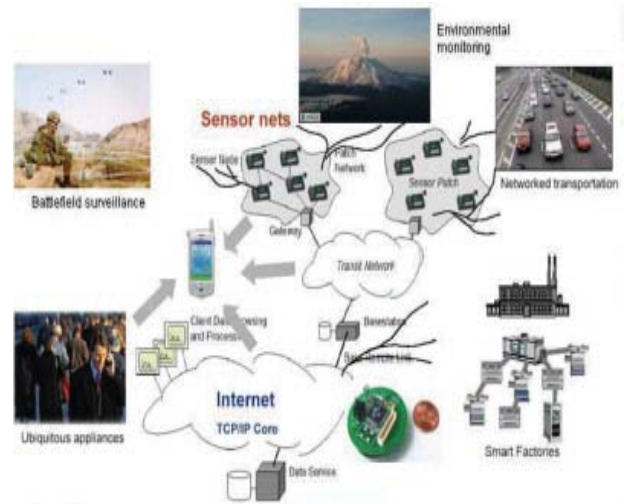 Environmental
monitoring
Sensor nets
Sensor Node
Patch
Network
Sensor Patch
Networked transportation
Battlefield surveillance
Gateway
Transit Network
Client Data Browsing
and Processing
Basestation
Link
Internet
TCP/IP Core
Ubiquitous appliances
Smart Factories
Data Service